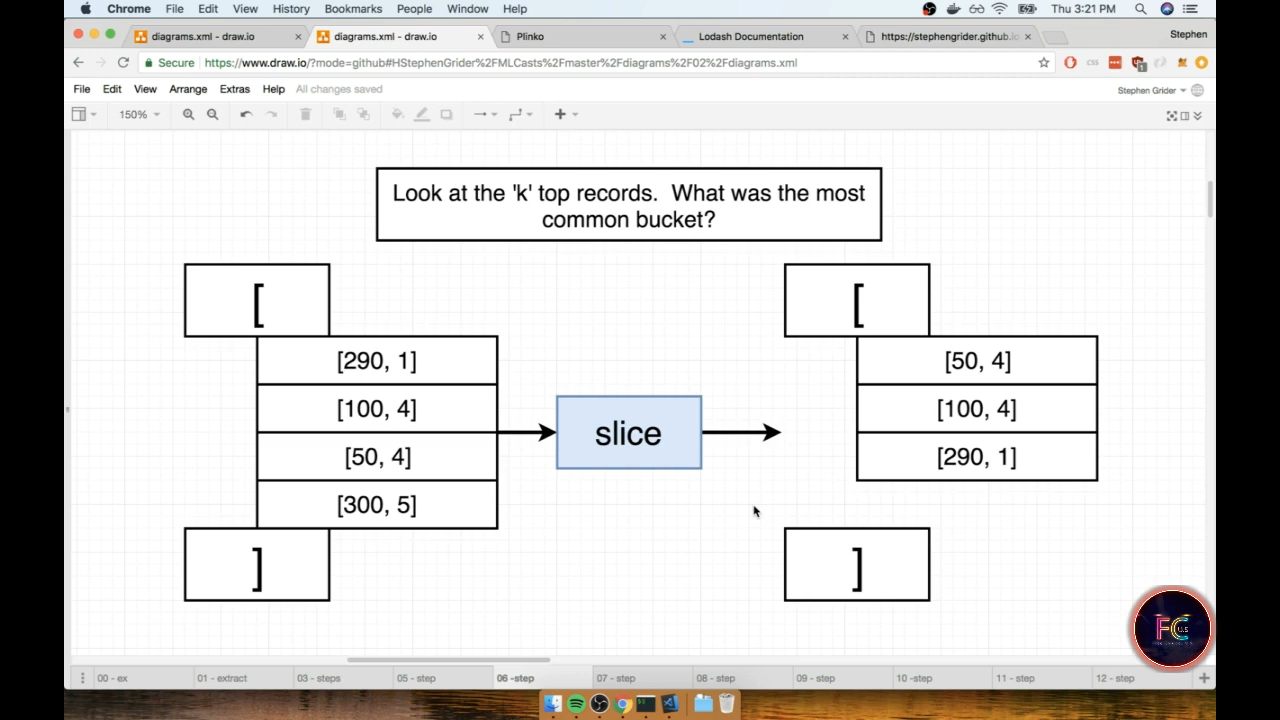 Chrome File Edit View History Bookmarks People Window Help Thu 3:21 PM
diagrams.xml - draw.io diagrams.xml - draw.io Plinko Lodash Documentation https://stephengrider.github.io Stephen
Secure https://www.draw.io/?mode=github#HStephenGrider%2FMLCasts%2Fmaster%2Fdiagrams%2F02%2Fdiagrams.xml
File Edit View Arrange Extras Help All changes saved Stephen Grider
150%
Look at the 'k' top records. What was the most
common bucket?
[ [
[290, 1] [50, 4]
[100, 4] [100, 4]
slice
[50, 4] [290, 1]
[300, 5]
] ]
FC
00 - ex 01 - extract 03 - steps 05 - step 06 -step 07 - step 08 - step 09 - step 10 -step 11 - step 12 - step